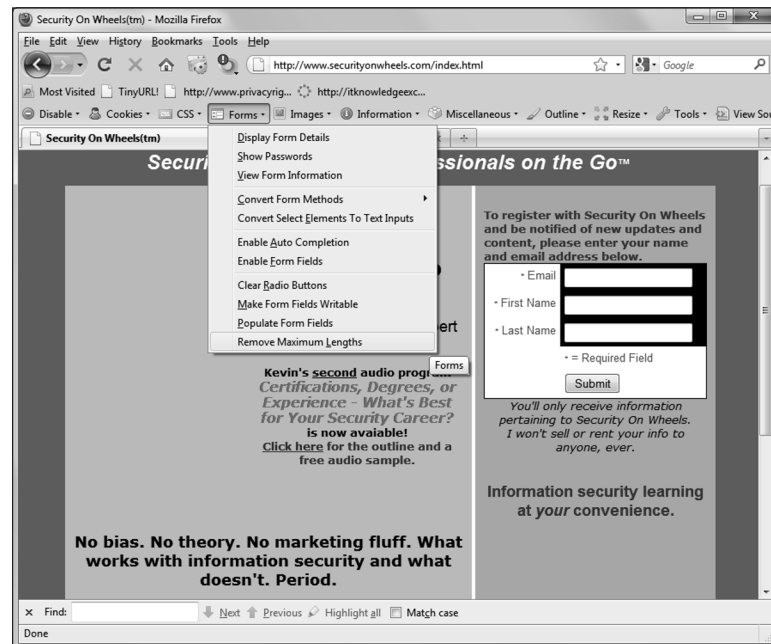 Security On Wheels(tm) - Mozilla Firefox
File Edit View History Bookmarks Tools Help
http://www.securityonwheels.com/index.html
Google
Most Visited TinyURL! http://www.privacyrig... http://itknowledgeexc...
Disable Cookies CSS Forms Images Information Miscellaneous Outline Resize Tools View Sou
Security On Wheels(tm)
Securi
ssionals on the Go™
Display Form Details
Show Passwords
View Form Information
Convert Form Methods
Convert Select Elements To Text Inputs
Enable Auto Completion
Enable Form Fields
Clear Radio Buttons
Make Form Fields Writable
Populate Form Fields
Remove Maximum Lengths
Forms
pert
Kevin's second audio program
Certifications, Degrees, or
Experience - What's Best
for Your Security Career?
is now avaiable!
Click here for the outline and a
free audio sample.
No bias. No theory. No marketing fluff. What
works with information security and what
doesn't. Period.
To register with Security On Wheels
and be notified of new updates and
content, please enter your name
and email address below.
- Email
- First Name
- Last Name
- = Required Field
Submit
You'll only receive information
pertaining to Security On Wheels.
I won't sell or rent your info to
anyone, ever.
Information security learning
at your convenience.
x Find: Next Previous Highlight all Match case
Done